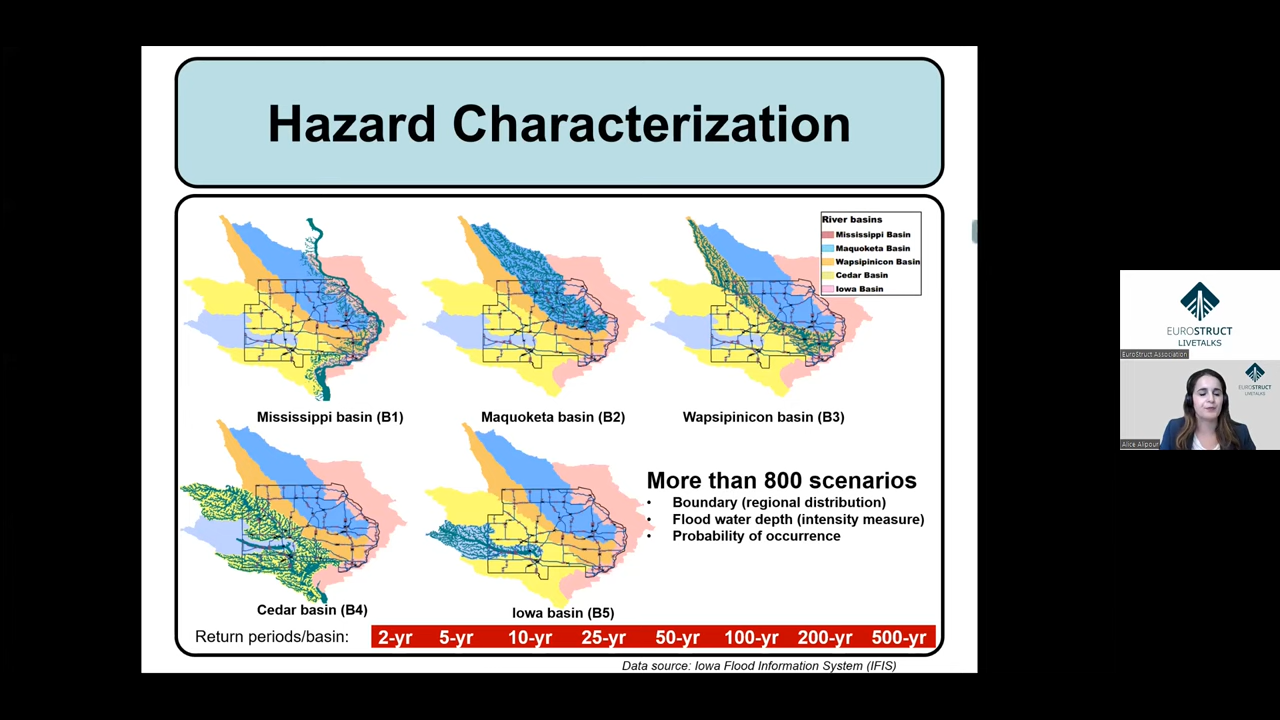 Hazard Characterization
River basins
Mississippi Basin
Maquoketa Basin
Wapsipinicon Basin
Cedar Basin
Iowa Basin
Mississippi basin (B1)
Maquoketa basin (B2)
Wapsipinicon basin (B3)
More than 800 scenarios
• Boundary (regional distribution)
• Flood water depth (intensity measure)
• Probability of occurrence
Cedar basin (B4)
Iowa basin (B5)
Return periods/basin: 2-yr 5-yr 10-yr 25-yr 50-yr 100-yr 200-yr 500-yr
Data source: Iowa Flood Information System (IFIS)
EUROSTRUCT
LIVETALKS
EuroStruct Association
EUROSTRUCT
LIVETALKS
Alice Alipour